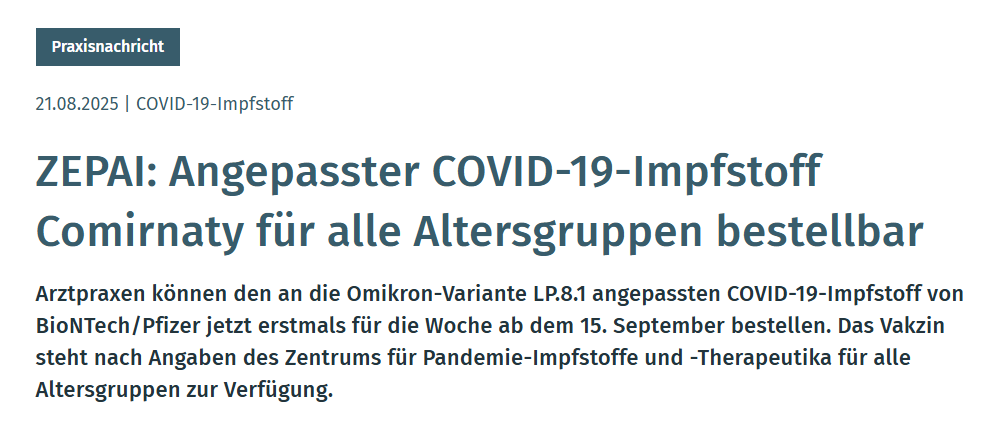 Praxisnachricht
21.08.2025 | COVID-19-Impfstoff
ZEPAI: Angepasster COVID-19-Impfstoff
Comirnaty für alle Altersgruppen bestellbar
Arztpraxen können den an die Omikron-Variante LP.8.1 angepassten COVID-19-Impfstoff von
BioNTech/Pfizer jetzt erstmals für die Woche ab dem 15. September bestellen. Das Vakzin
steht nach Angaben des Zentrums für Pandemie-Impfstoffe und -Therapeutika für alle
Altersgruppen zur Verfügung.